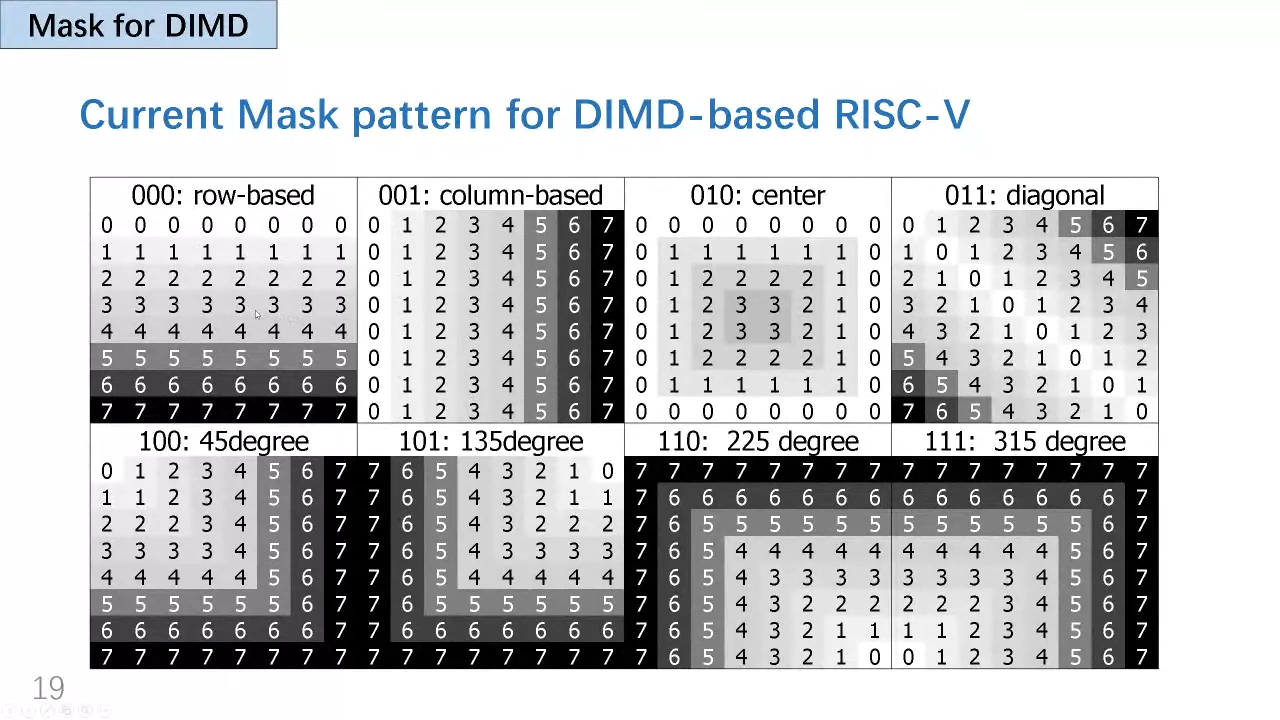 Mask for DIMD
Current Mask pattern for DIMD-based RISC-V
000: row-based 001: column-based 010: center 011: diagonal
0 0 0 0 0 0 0 0 0 1 2 3 4 5 6 7 0 0 0 0 0 0 0 0 0 1 2 3 4 5 6 7
1 1 1 1 1 1 1 1 0 1 2 3 4 5 6 7 0 1 1 1 1 1 1 0 1 0 1 2 3 4 5 6
2 2 2 2 2 2 2 2 0 1 2 3 4 5 6 7 0 1 2 2 2 2 1 0 2 1 0 1 2 3 4 5
3 3 3 3 3 3 3 3 0 1 2 3 4 5 6 7 0 1 2 3 3 2 1 0 3 2 1 0 1 2 3 4
4 4 4 4 4 4 4 4 0 1 2 3 4 5 6 7 0 1 2 3 3 2 1 0 4 3 2 1 0 1 2 3
5 5 5 5 5 5 5 5 0 1 2 3 4 5 6 7 0 1 2 2 2 2 1 0 5 4 3 2 1 0 1 2
6 6 6 6 6 6 6 6 0 1 2 3 4 5 6 7 0 1 1 1 1 1 1 0 6 5 4 3 2 1 0 1
7 7 7 7 7 7 7 7 0 1 2 3 4 5 6 7 0 0 0 0 0 0 0 0 7 6 5 4 3 2 1 0
100: 45degree 101: 135degree 110: 225 degree 111: 315 degree
0 1 2 3 4 5 6 7 7 6 5 4 3 2 1 0 7 7 7 7 7 7 7 7 7 7 7 7 7 7 7 7
1 1 2 3 4 5 6 7 7 6 5 4 3 2 1 1 7 6 6 6 6 6 6 6 6 6 6 6 6 6 6 7
2 2 2 3 4 5 6 7 7 6 5 4 3 2 2 2 7 6 5 5 5 5 5 5 5 5 5 5 5 5 6 7
3 3 3 3 4 5 6 7 7 6 5 4 3 3 3 3 7 6 5 4 4 4 4 4 4 4 4 4 4 5 6 7
4 4 4 4 4 5 6 7 7 6 5 4 4 4 4 4 7 6 5 4 3 3 3 3 3 3 3 3 4 5 6 7
5 5 5 5 5 5 6 7 7 6 5 5 5 5 5 5 7 6 5 4 3 2 2 2 2 2 2 3 4 5 6 7
6 6 6 6 6 6 6 7 7 6 6 6 6 6 6 6 7 6 5 4 3 2 1 1 1 1 2 3 4 5 6 7
7 7 7 7 7 7 7 7 7 7 7 7 7 7 7 7 7 6 5 4 3 2 1 0 0 1 2 3 4 5 6 7
19